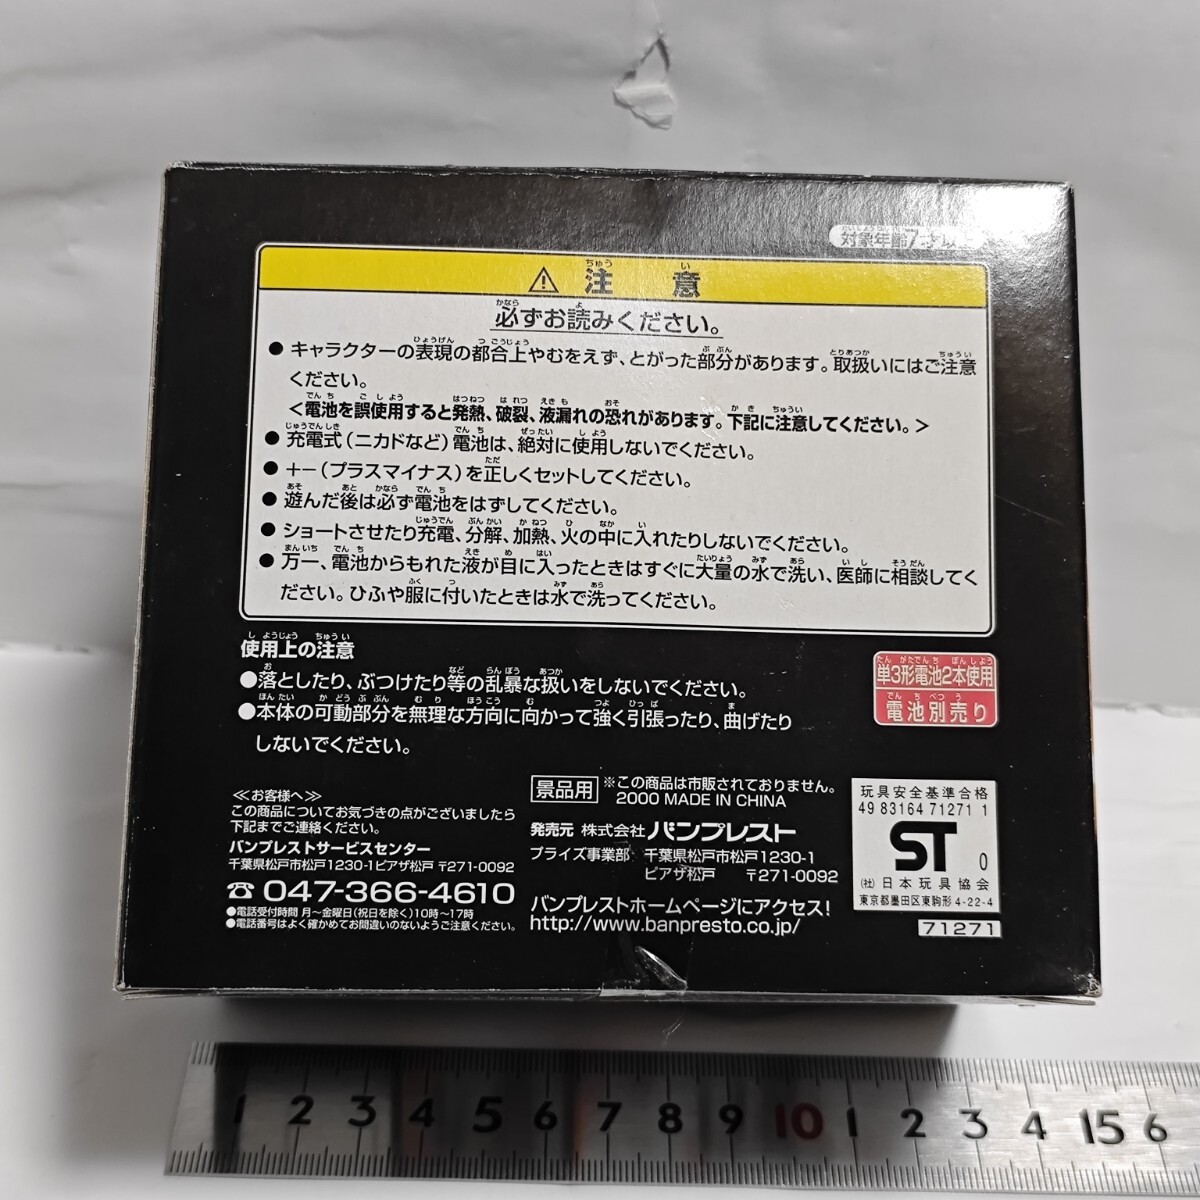 対象年齢7才以上
⚠ 注意
必ずお読みください。
● キャラクターの表現の都合上やむをえず、とがった部分があります。取扱いにはご注意
ください。
<電池を誤使用すると発熱、破裂、液漏れの恐れがあります。下記に注意してください。>
● 充電式(ニカドなど)電池は、絶対に使用しないでください。
● +-(プラスマイナス)を正しくセットしてください。
● 遊んだ後は必ず電池をはずしてください。
● ショートさせたり充電、分解、加熱、火の中に入れたりしないでください。
● 万一、電池からもれた液が目に入ったときはすぐに大量の水で洗い、医師に相談してく
ださい。ひふや服に付いたときは水で洗ってください。
使用上の注意
●落としたり、ぶつけたり等の乱暴な扱いをしないでください。
●本体の可動部分を無理な方向に向かって強く引張ったり、曲げたり
しないでください。
単3形電池2本使用
電池別売り
≪お客様へ≫
この商品についてお気づきの点がございましたら
下記までご連絡ください。
バンプレストサービスセンター
千葉県松戸市松戸1230-1ピアザ松戸 〒271-0092
☎ 047-366-4610
●電話受付時間 月~金曜日(祝日を除く)10時~17時
●電話番号はよく確かめてお間違いのないようご注意ください。
景品用 ※この商品は市販されておりません。
2000 MADE IN CHINA
発売元 株式会社 バンプレスト
プライズ事業部 千葉県松戸市松戸1230-1
ピアザ松戸 〒271-0092
バンプレストホームページにアクセス!
http://www.banpresto.co.jp/
玩具安全基準合格
49 83164 71271 1
ST 0
(社)日本玩具協会
東京都墨田区東駒形4-22-4
71271
1 2 3 4 5 6 7 8 9 10 1 2 3 4 15 6